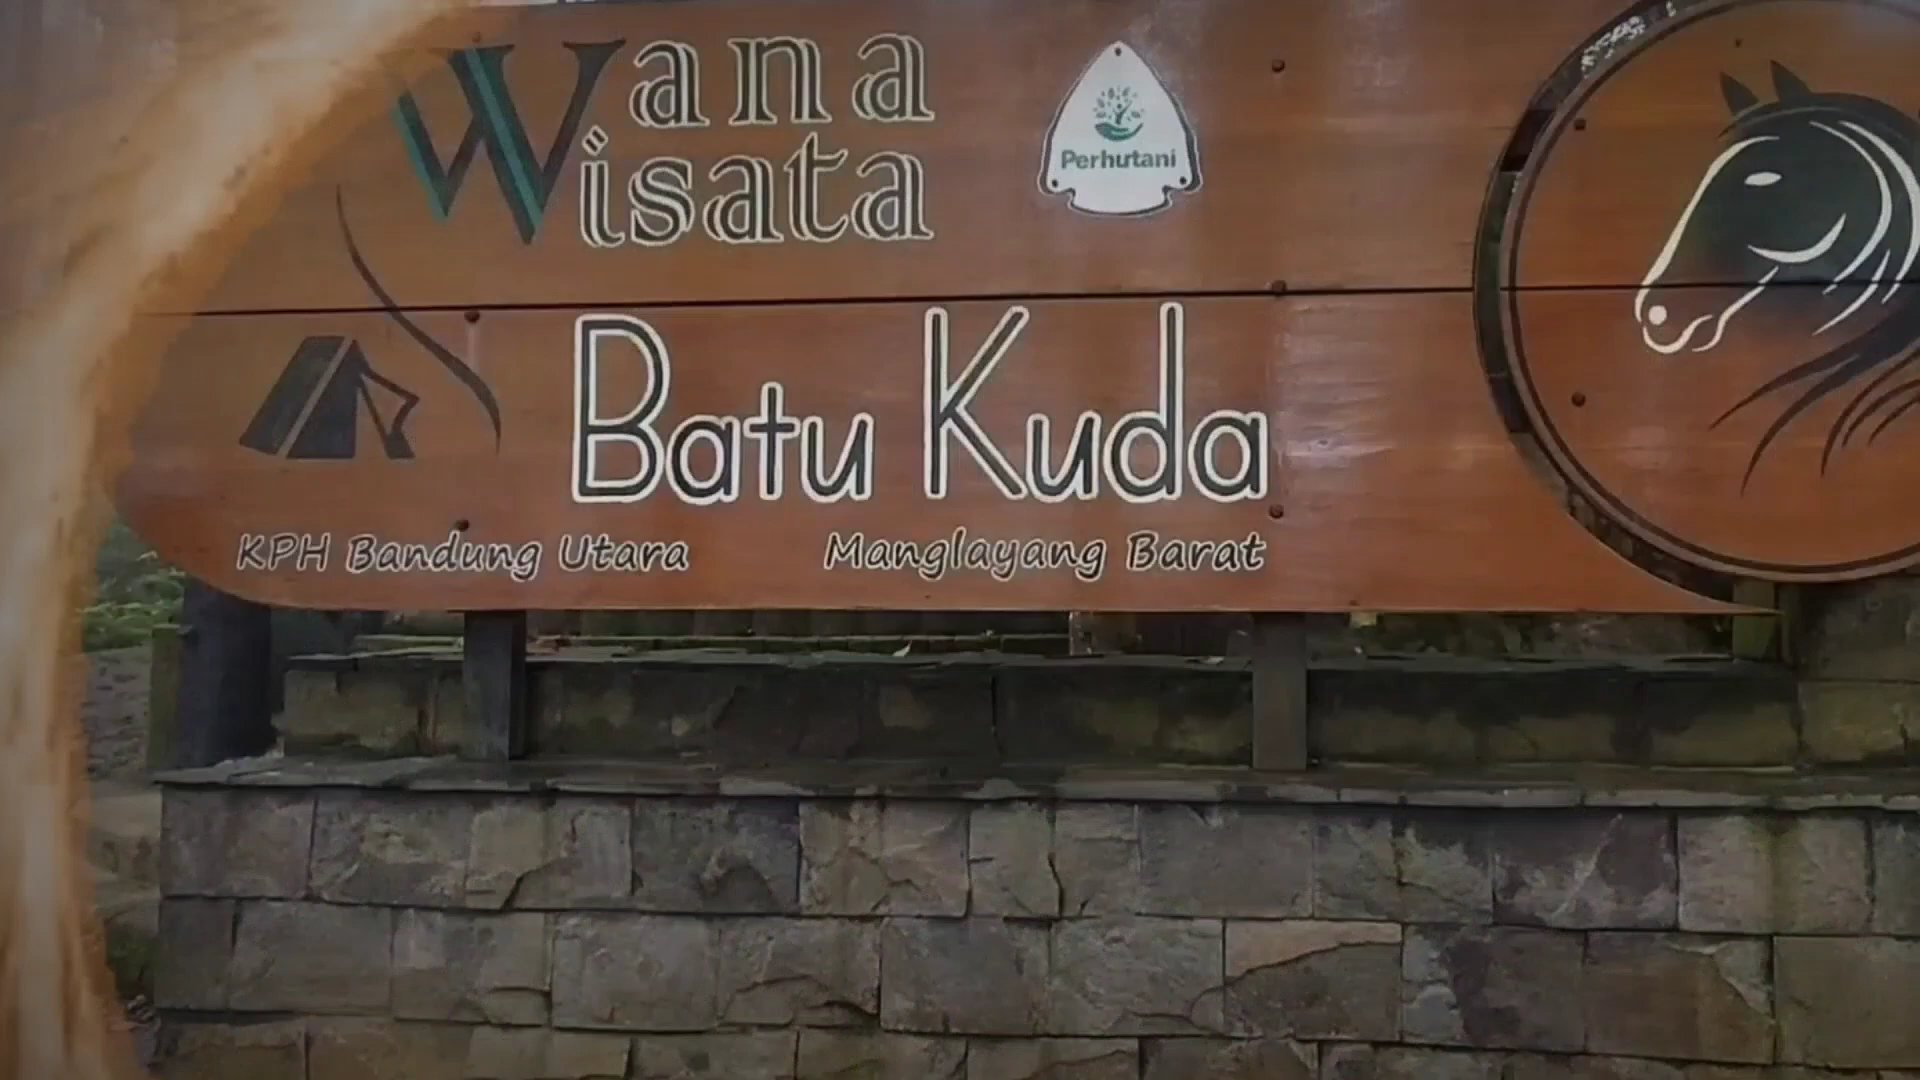 Wana
Wisata
Perhutani
Batu Kuda
KPH Bandung Utara Manglayang Barat